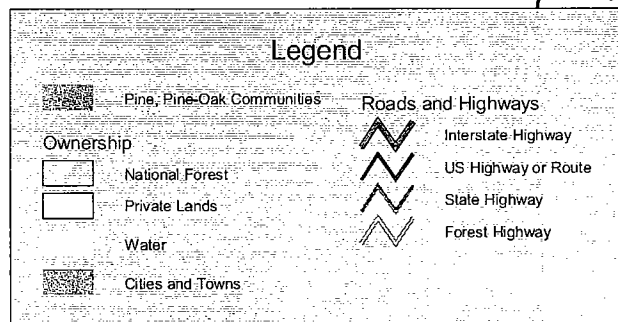 Legend
Pine, Pine-Oak Communities
Ownership
National Forest
Private Lands
Water
Cities and Towns
Roads and Highways
Interstate Highway
US Highway or Route
State Highway
Forest Highway